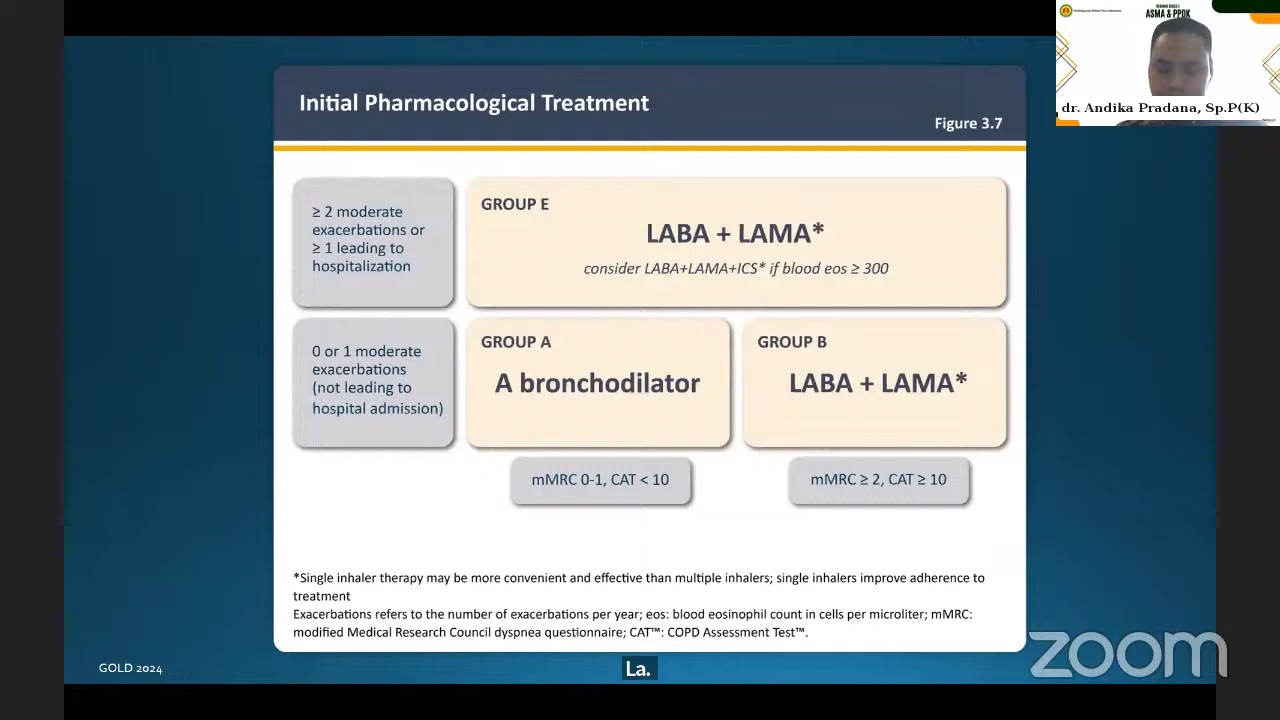 Initial Pharmacological Treatment
Figure 3.7
≥ 2 moderate
exacerbations or
≥ 1 leading to
hospitalization
GROUP E
LABA + LAMA*
consider LABA+LAMA+ICS* if blood eos ≥ 300
0 or 1 moderate
exacerbations
(not leading to
hospital admission)
GROUP A
A bronchodilator
GROUP B
LABA + LAMA*
mMRC 0-1, CAT < 10
mMRC ≥ 2, CAT ≥ 10
*Single inhaler therapy may be more convenient and effective than multiple inhalers; single inhalers improve adherence to
treatment
Exacerbations refers to the number of exacerbations per year; eos: blood eosinophil count in cells per microliter; mMRC:
modified Medical Research Council dyspnea questionnaire; CAT™: COPD Assessment Test™.
GOLD 2024
La.
zoom
ASMA & PPOK
dr. Andika Pradana, Sp.P(K)